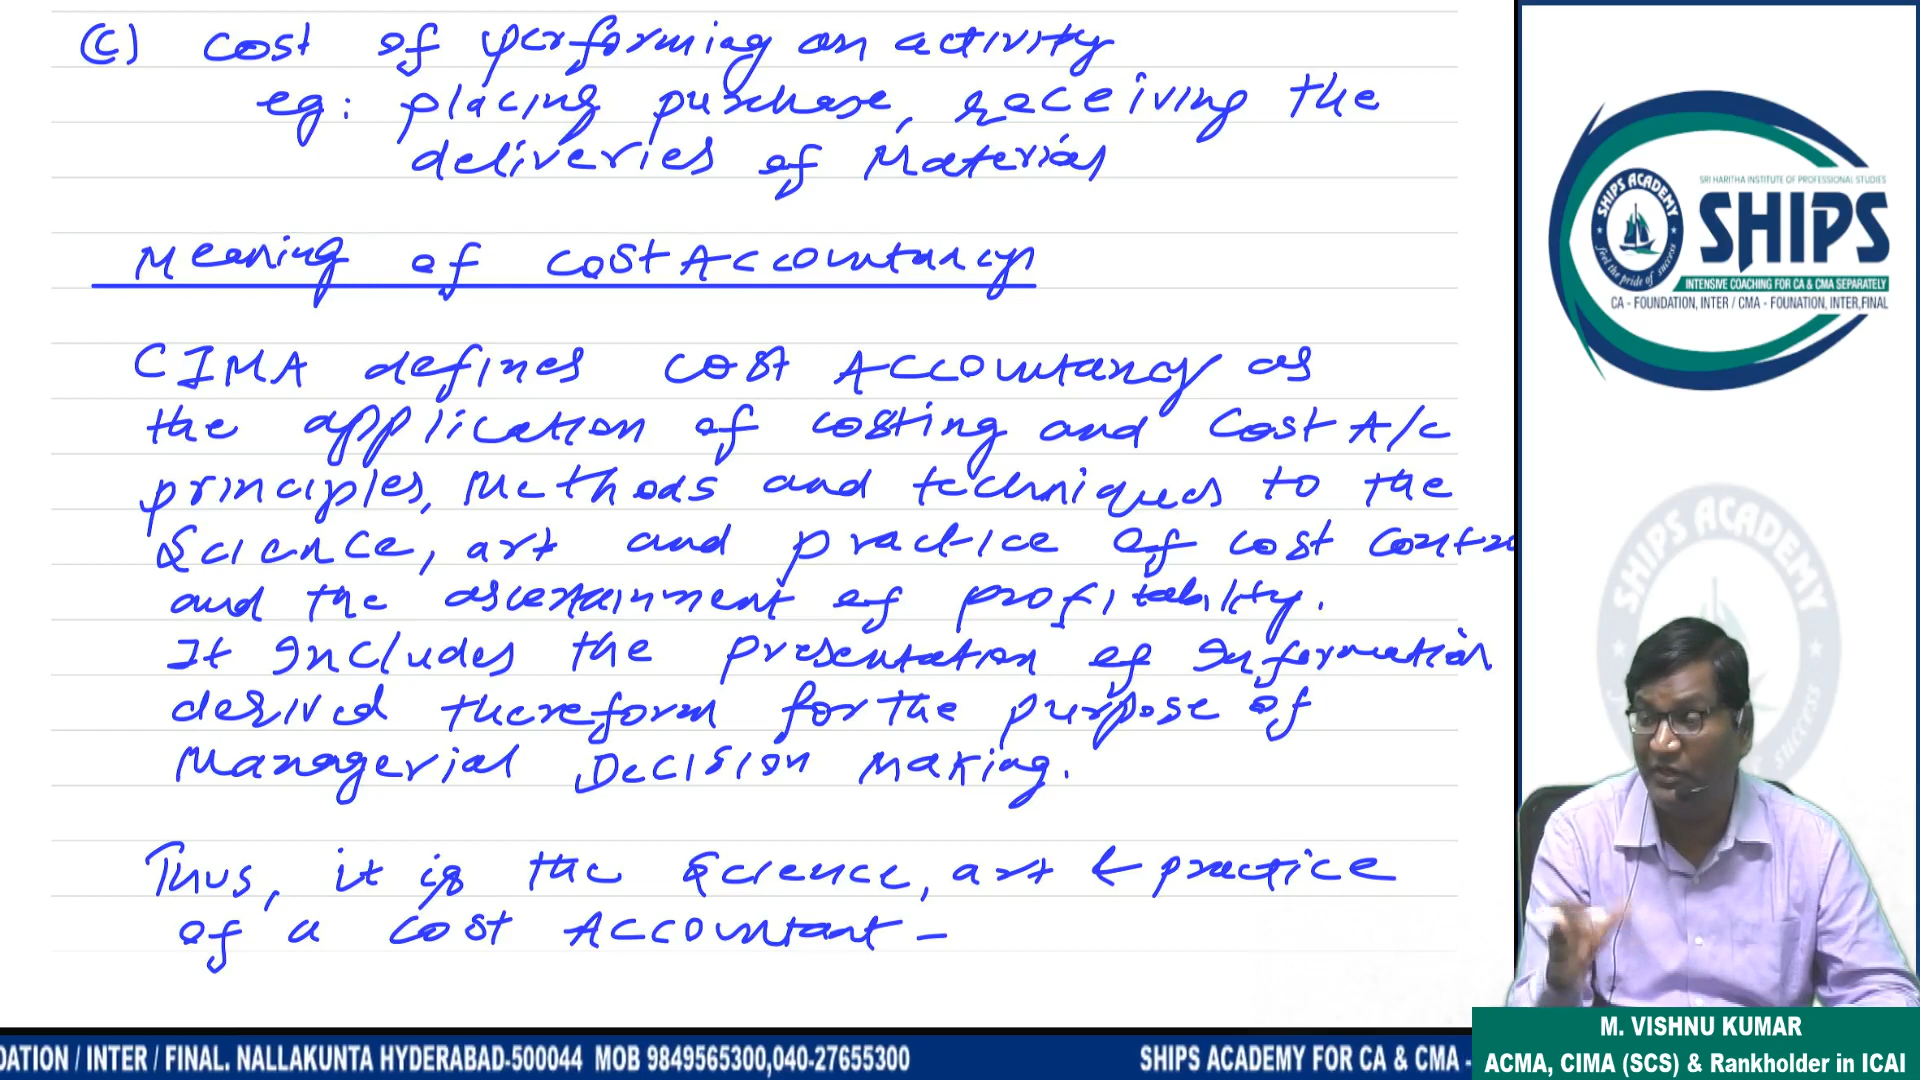 (C) Cost of performing an activity
eg: placing purchase, receiving the
deliveries of Material
Meaning of Cost Accountancy
CIMA defines Cost Accountancy as
the application of costing and Cost A/c
principles, Methods and techniques to the
Science, art and practice of cost contr
and the ascertainment of profitability.
It Includes the presentation of Information
derived thereform for the purpose of
Managerial Decision Making.
Thus, it is the Science, art & practice
of a Cost Accountant -
SRI HARITHA INSTITUTE OF PROFESSIONAL STUDIES
SHIPS ACADEMY
feel the pride of success
SHIPS
INTENSIVE COACHING FOR CA & CMA SEPARATELY
CA - FOUNDATION, INTER / CMA - FOUNATION, INTER,FINAL
SHIPS ACADEMY
success
M. VISHNU KUMAR
ACMA, CIMA (SCS) & Rankholder in ICAI
DATION / INTER / FINAL. NALLAKUNTA HYDERABAD-500044 MOB 9849565300,040-27655300
SHIPS ACADEMY FOR CA & CMA -